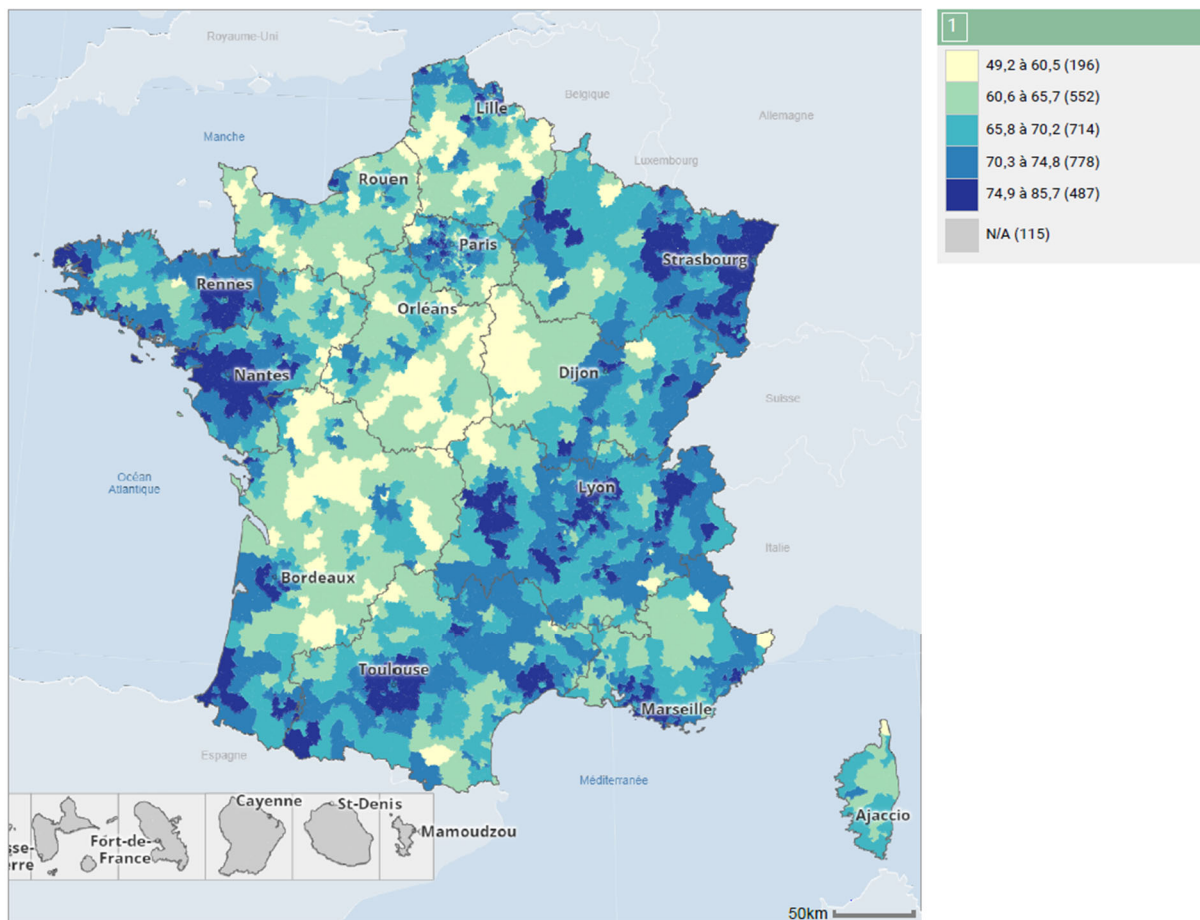 1
49,2 à 60,5 (196)
60,6 à 65,7 (552)
65,8 à 70,2 (714)
70,3 à 74,8 (778)
74,9 à 85,7 (487)
N/A (115)
Royaume-Uni
Belgique
Allemagne
Lille
Manche
Luxembourg
Rouen
Paris
Strasbourg
Rennes
Orléans
Nantes
Dijon
Suisse
Océan
Atlantique
Lyon
Italie
Bordeaux
Toulouse
Marseille
Espagne
Méditerranée
Ajaccio
Cayenne
St-Denis
Mamoudzou
Fort-de-
France
sse-
erre
50km